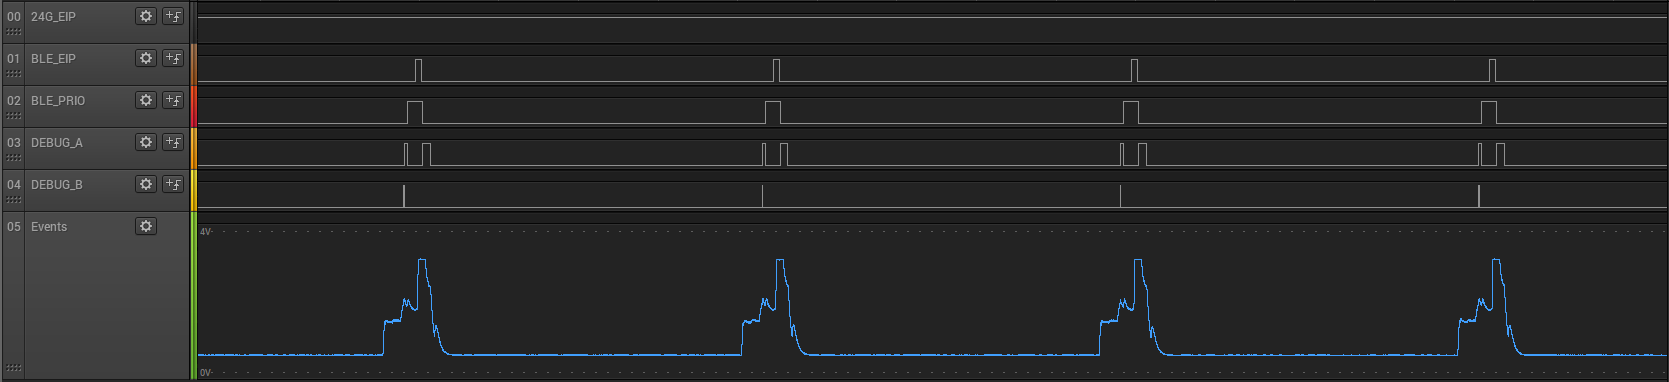 00 24G_EIP
01 BLE_EIP
02 BLE_PRIO
03 DEBUG_A
04 DEBUG_B
05 Events
4V
0V